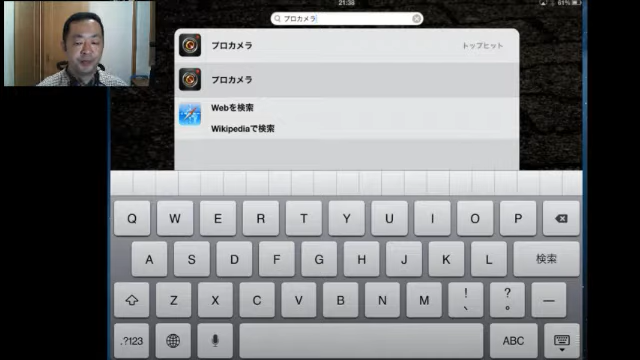 21:38
61%
プロカメラ
プロカメラ
トップヒット
プロカメラ
Webを検索
Wikipediaで検索
Q W E R T Y U I O P
A S D F G H J K L 検索
Z X C V B N M ! 、 ? 。 ー
.?123 ABC